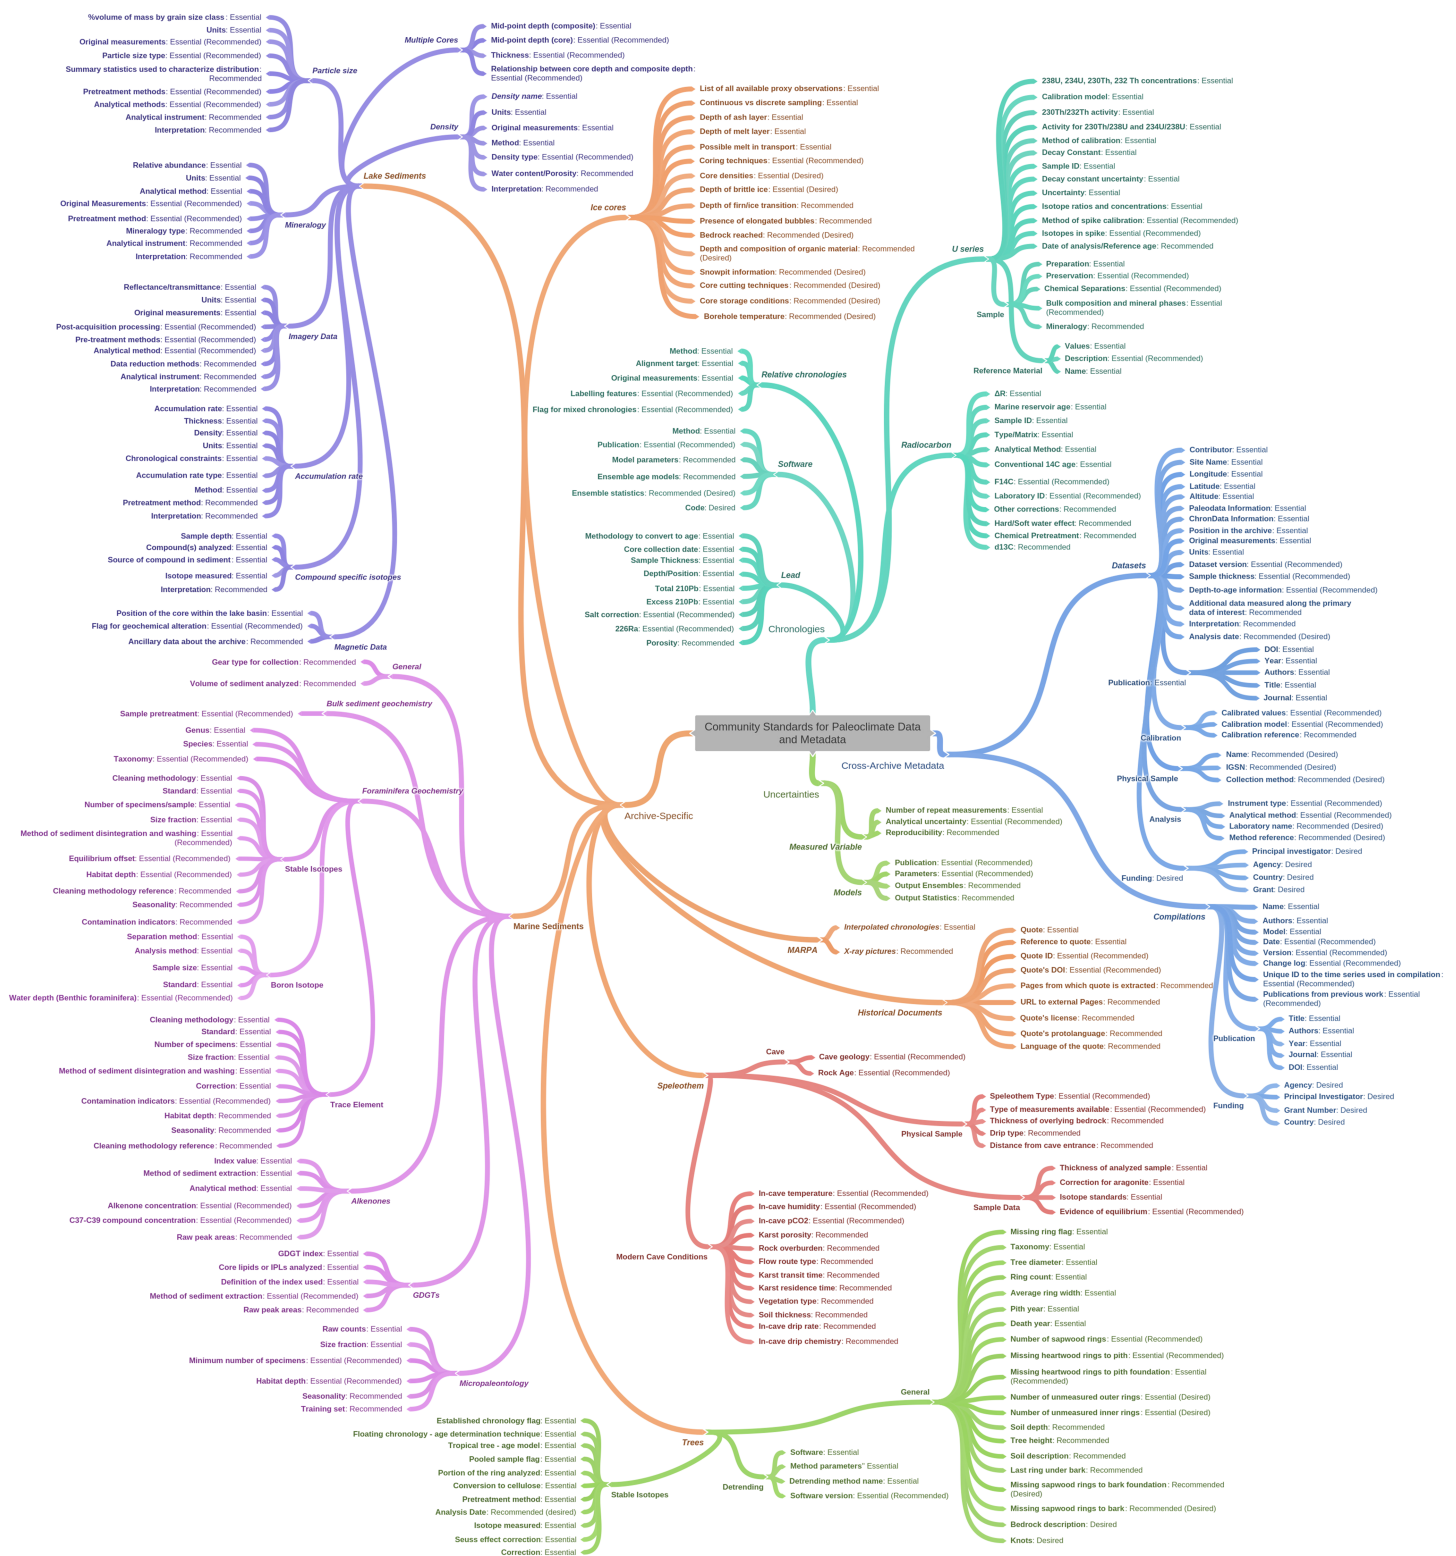 %volume of mass by grain size class: Essential
Units: Essential
Original measurements: Essential (Recommended)
Particle size type: Essential (Recommended)
Summary statistics used to characterize distribution:
Recommended
Pretreatment methods: Essential (Recommended)
Analytical methods: Essential (Recommended)
Analytical instrument: Recommended
Interpretation: Recommended
Particle size
Multiple Cores
Mid-point depth (composite): Essential
Mid-point depth (core): Essential (Recommended)
Thickness: Essential (Recommended)
Relationship between core depth and composite depth:
Essential (Recommended)
Density
Density name: Essential
Units: Essential
Original measurements: Essential
Method: Essential
Density type: Essential (Recommended)
Water content/Porosity: Recommended
Interpretation: Recommended
Lake Sediments
Relative abundance: Essential
Units: Essential
Analytical method: Essential
Original Measurements: Essential (Recommended)
Pretreatment method: Essential (Recommended)
Mineralogy type: Recommended
Analytical instrument: Recommended
Interpretation: Recommended
Mineralogy
Reflectance/transmittance: Essential
Units: Essential
Original measurements: Essential
Post-acquisition processing: Essential (Recommended)
Pre-treatment methods: Essential (Recommended)
Analytical method: Essential (Recommended)
Data reduction methods: Recommended
Analytical instrument: Recommended
Interpretation: Recommended
Imagery Data
Accumulation rate: Essential
Thickness: Essential
Density: Essential
Units: Essential
Chronological constraints: Essential
Accumulation rate type: Essential
Method: Essential
Pretreatment method: Recommended
Interpretation: Recommended
Accumulation rate
Sample depth: Essential
Compound(s) analyzed: Essential
Source of compound in sediment: Essential
Isotope measured: Essential
Interpretation: Recommended
Compound specific isotopes
Position of the core within the lake basin: Essential
Flag for geochemical alteration: Essential (Recommended)
Ancillary data about the archive: Recommended
Magnetic Data
Ice cores
List of all available proxy observations: Essential
Continuous vs discrete sampling: Essential
Depth of ash layer: Essential
Depth of melt layer: Essential
Possible melt in transport: Essential
Coring techniques: Essential (Recommended)
Core densities: Essential (Desired)
Depth of brittle ice: Essential (Desired)
Depth of firn/ice transition: Recommended
Presence of elongated bubbles: Recommended
Bedrock reached: Recommended (Desired)
Depth and composition of organic material: Recommended
(Desired)
Snowpit information: Recommended (Desired)
Core cutting techniques: Recommended (Desired)
Core storage conditions: Recommended (Desired)
Borehole temperature: Recommended (Desired)
U series
238U, 234U, 230Th, 232 Th concentrations: Essential
Calibration model: Essential
230Th/232Th activity: Essential
Activity for 230Th/238U and 234U/238U: Essential
Method of calibration: Essential
Decay Constant: Essential
Sample ID: Essential
Decay constant uncertainty: Essential
Uncertainty: Essential
Isotope ratios and concentrations: Essential
Method of spike calibration: Essential (Recommended)
Isotopes in spike: Essential (Recommended)
Date of analysis/Reference age: Recommended
Sample
Preparation: Essential
Preservation: Essential (Recommended)
Chemical Separations: Essential (Recommended)
Bulk composition and mineral phases: Essential
(Recommended)
Mineralogy: Recommended
Reference Material
Values: Essential
Description: Essential (Recommended)
Name: Essential
Method: Essential
Alignment target: Essential
Original measurements: Essential
Labelling features: Essential (Recommended)
Flag for mixed chronologies: Essential (Recommended)
Relative chronologies
Method: Essential
Publication: Essential (Recommended)
Model parameters: Recommended
Ensemble age models: Recommended
Ensemble statistics: Recommended (Desired)
Code: Desired
Software
Radiocarbon
ΔR: Essential
Marine reservoir age: Essential
Sample ID: Essential
Type/Matrix: Essential
Analytical Method: Essential
Conventional 14C age: Essential
F14C: Essential (Recommended)
Laboratory ID: Essential (Recommended)
Other corrections: Recommended
Hard/Soft water effect: Recommended
Chemical Pretreatment: Recommended
d13C: Recommended
Methodology to convert to age: Essential
Core collection date: Essential
Sample Thickness: Essential
Depth/Position: Essential
Total 210Pb: Essential
Excess 210Pb: Essential
Salt correction: Essential (Recommended)
226Ra: Essential (Recommended)
Porosity: Recommended
Lead
Chronologies
Community Standards for Paleoclimate Data
and Metadata
Cross-Archive Metadata
Datasets
Contributor: Essential
Site Name: Essential
Longitude: Essential
Latitude: Essential
Altitude: Essential
Paleodata Information: Essential
ChronData Information: Essential
Position in the archive: Essential
Original measurements: Essential
Units: Essential
Dataset version: Essential (Recommended)
Sample thickness: Essential (Recommended)
Depth-to-age information: Essential (Recommended)
Additional data measured along the primary
data of interest: Recommended
Interpretation: Recommended
Analysis date: Recommended (Desired)
Publication: Essential
DOI: Essential
Year: Essential
Authors: Essential
Title: Essential
Journal: Essential
Calibration
Calibrated values: Essential (Recommended)
Calibration model: Essential (Recommended)
Calibration reference: Recommended
Physical Sample
Name: Recommended (Desired)
IGSN: Recommended (Desired)
Collection method: Recommended (Desired)
Analysis
Instrument type: Essential (Recommended)
Analytical method: Essential (Recommended)
Laboratory name: Recommended (Desired)
Method reference: Recommended (Desired)
Funding: Desired
Principal investigator: Desired
Agency: Desired
Country: Desired
Grant: Desired
Compilations
Name: Essential
Authors: Essential
Model: Essential
Date: Essential (Recommended)
Version: Essential (Recommended)
Change log: Essential (Recommended)
Unique ID to the time series used in compilation:
Essential (Recommended)
Publications from previous work: Essential
(Recommended)
Publication
Title: Essential
Authors: Essential
Year: Essential
Journal: Essential
DOI: Essential
Funding
Agency: Desired
Principal Investigator: Desired
Grant Number: Desired
Country: Desired
Uncertainties
Measured Variable
Number of repeat measurements: Essential
Analytical uncertainty: Essential (Recommended)
Reproducibility: Recommended
Models
Publication: Essential (Recommended)
Parameters: Essential (Recommended)
Output Ensembles: Recommended
Output Statistics: Recommended
Archive-Specific
Gear type for collection: Recommended
Volume of sediment analyzed: Recommended
General
Bulk sediment geochemistry
Sample pretreatment: Essential (Recommended)
Genus: Essential
Species: Essential
Taxonomy: Essential (Recommended)
Foraminifera Geochemistry
Cleaning methodology: Essential
Standard: Essential
Number of specimens/sample: Essential
Size fraction: Essential
Method of sediment disintegration and washing: Essential
(Recommended)
Equilibrium offset: Essential (Recommended)
Habitat depth: Essential (Recommended)
Cleaning methodology reference: Recommended
Seasonality: Recommended
Contamination indicators: Recommended
Stable Isotopes
Separation method: Essential
Analysis method: Essential
Sample size: Essential
Standard: Essential
Water depth (Benthic foraminifera): Essential (Recommended)
Boron Isotope
Cleaning methodology: Essential
Standard: Essential
Number of specimens: Essential
Size fraction: Essential
Method of sediment disintegration and washing: Essential
Correction: Essential
Contamination indicators: Essential (Recommended)
Habitat depth: Recommended
Seasonality: Recommended
Cleaning methodology reference: Recommended
Trace Element
Marine Sediments
Index value: Essential
Method of sediment extraction: Essential
Analytical method: Essential
Alkenone concentration: Essential (Recommended)
C37-C39 compound concentration: Essential (Recommended)
Raw peak areas: Recommended
Alkenones
GDGT index: Essential
Core lipids or IPLs analyzed: Essential
Definition of the index used: Essential
Method of sediment extraction: Essential (Recommended)
Raw peak areas: Recommended
GDGTs
Raw counts: Essential
Size fraction: Essential
Minimum number of specimens: Essential (Recommended)
Habitat depth: Essential (Recommended)
Seasonality: Recommended
Training set: Recommended
Micropaleontology
MARPA
Interpolated chronologies: Essential
X-ray pictures: Recommended
Historical Documents
Quote: Essential
Reference to quote: Essential
Quote ID: Essential (Recommended)
Quote's DOI: Essential (Recommended)
Pages from which quote is extracted: Recommended
URL to external Pages: Recommended
Quote's license: Recommended
Quote's protolanguage: Recommended
Language of the quote: Recommended
Speleothem
Cave
Cave geology: Essential (Recommended)
Rock Age: Essential (Recommended)
Physical Sample
Speleothem Type: Essential (Recommended)
Type of measurements available: Essential (Recommended)
Thickness of overlying bedrock: Recommended
Drip type: Recommended
Distance from cave entrance: Recommended
Sample Data
Thickness of analyzed sample: Essential
Correction for aragonite: Essential
Isotope standards: Essential
Evidence of equilibrium: Essential (Recommended)
Modern Cave Conditions
In-cave temperature: Essential (Recommended)
In-cave humidity: Essential (Recommended)
In-cave pCO2: Essential (Recommended)
Karst porosity: Recommended
Rock overburden: Recommended
Flow route type: Recommended
Karst transit time: Recommended
Karst residence time: Recommended
Vegetation type: Recommended
Soil thickness: Recommended
In-cave drip rate: Recommended
In-cave drip chemistry: Recommended
Trees
General
Missing ring flag: Essential
Taxonomy: Essential
Tree diameter: Essential
Ring count: Essential
Average ring width: Essential
Pith year: Essential
Death year: Essential
Number of sapwood rings: Essential (Recommended)
Missing heartwood rings to pith: Essential (Recommended)
Missing heartwood rings to pith foundation: Essential
(Recommended)
Number of unmeasured outer rings: Essential (Desired)
Number of unmeasured inner rings: Essential (Desired)
Soil depth: Recommended
Tree height: Recommended
Soil description: Recommended
Last ring under bark: Recommended
Missing sapwood rings to bark foundation: Recommended
(Desired)
Missing sapwood rings to bark: Recommended (Desired)
Bedrock description: Desired
Knots: Desired
Detrending
Software: Essential
Method parameters" Essential
Detrending method name: Essential
Software version: Essential (Recommended)
Established chronology flag: Essential
Floating chronology - age determination technique: Essential
Tropical tree - age model: Essential
Pooled sample flag: Essential
Portion of the ring analyzed: Essential
Conversion to cellulose: Essential
Pretreatment method: Essential
Analysis Date: Recommended (desired)
Isotope measured: Essential
Seuss effect correction: Essential
Correction: Essential
Stable Isotopes